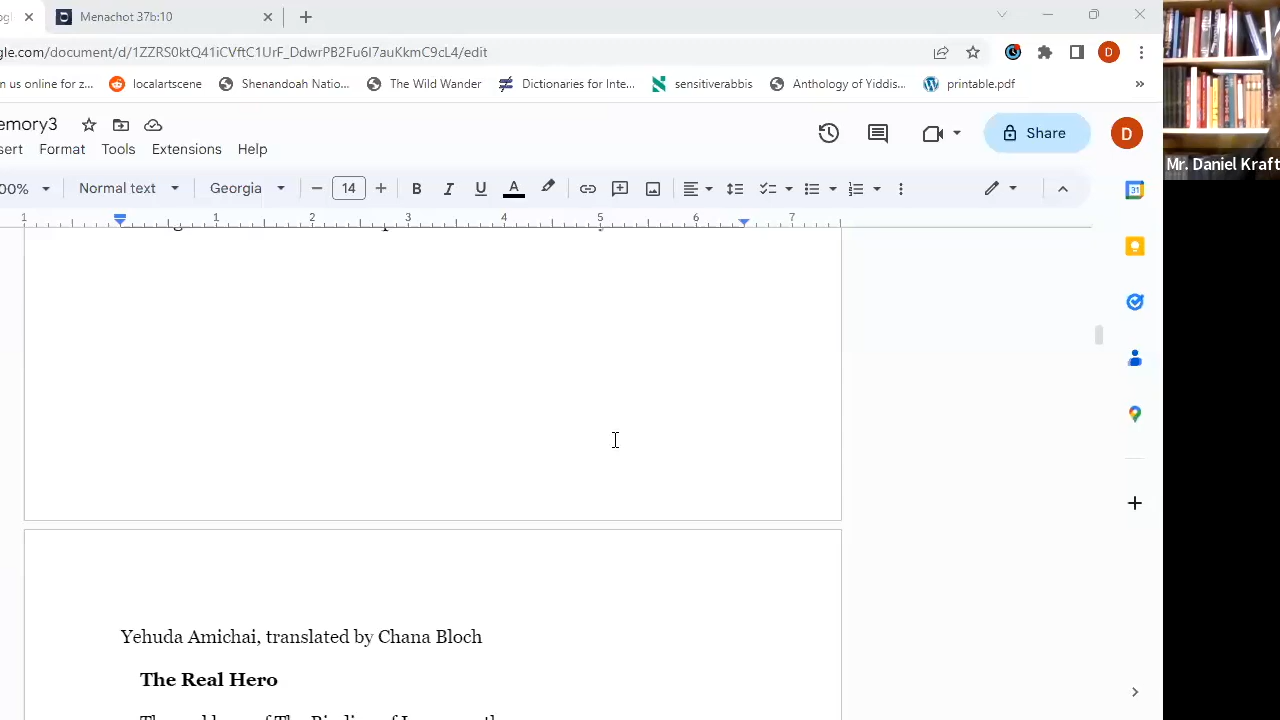 Menachot 37b:10
gle.com/document/d/1ZZRS0ktQ41iCVftC1UrF_DdwrPB2Fu6I7auKkmC9cL4/edit
n us online for z...
localartscene
Shenandoah Natio...
The Wild Wander
Dictionaries for Inte...
sensitiverabbis
Anthology of Yiddis...
printable.pdf
»
emory3
Share
D
sert Format Tools Extensions Help
00% Normal text Georgia − 14 + B I U A
1 1 2 3 4 5 6 7
Mr. Daniel Kraft
Yehuda Amichai, translated by Chana Bloch
The Real Hero